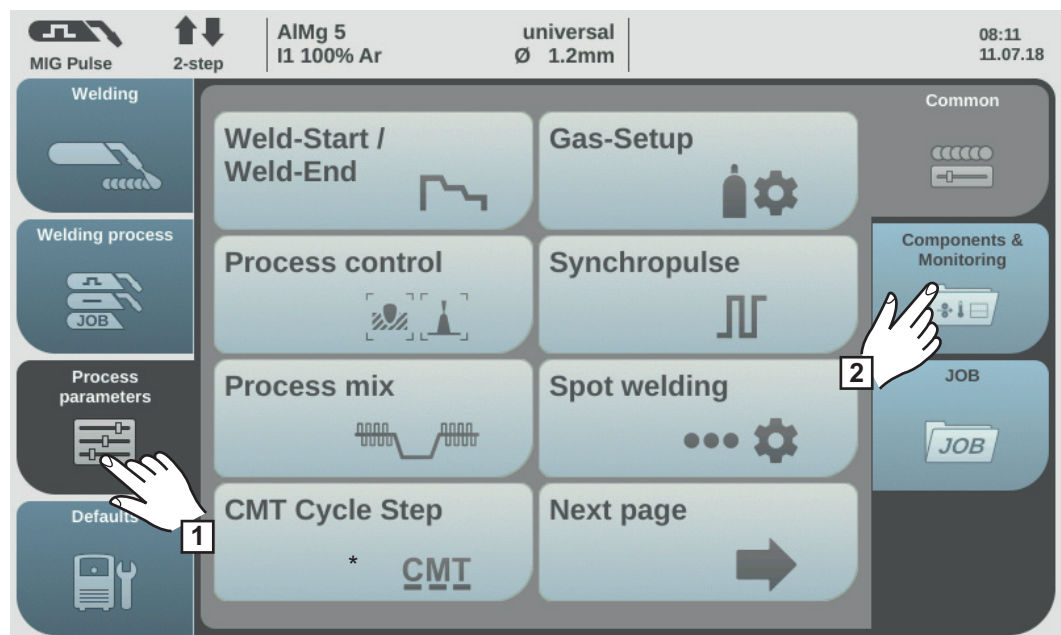 MIG Pulse
2-step
AlMg 5
I1 100% Ar
universal
Ø 1.2mm
08:11
11.07.18
Welding
Welding process
JOB
Process
parameters
1
Defaults
Weld-Start /
Weld-End
Gas-Setup
Process control
Synchropulse
Process mix
Spot welding
CMT Cycle Step
* CMT
Next page
Common
Components &
Monitoring
2
JOB
JOB